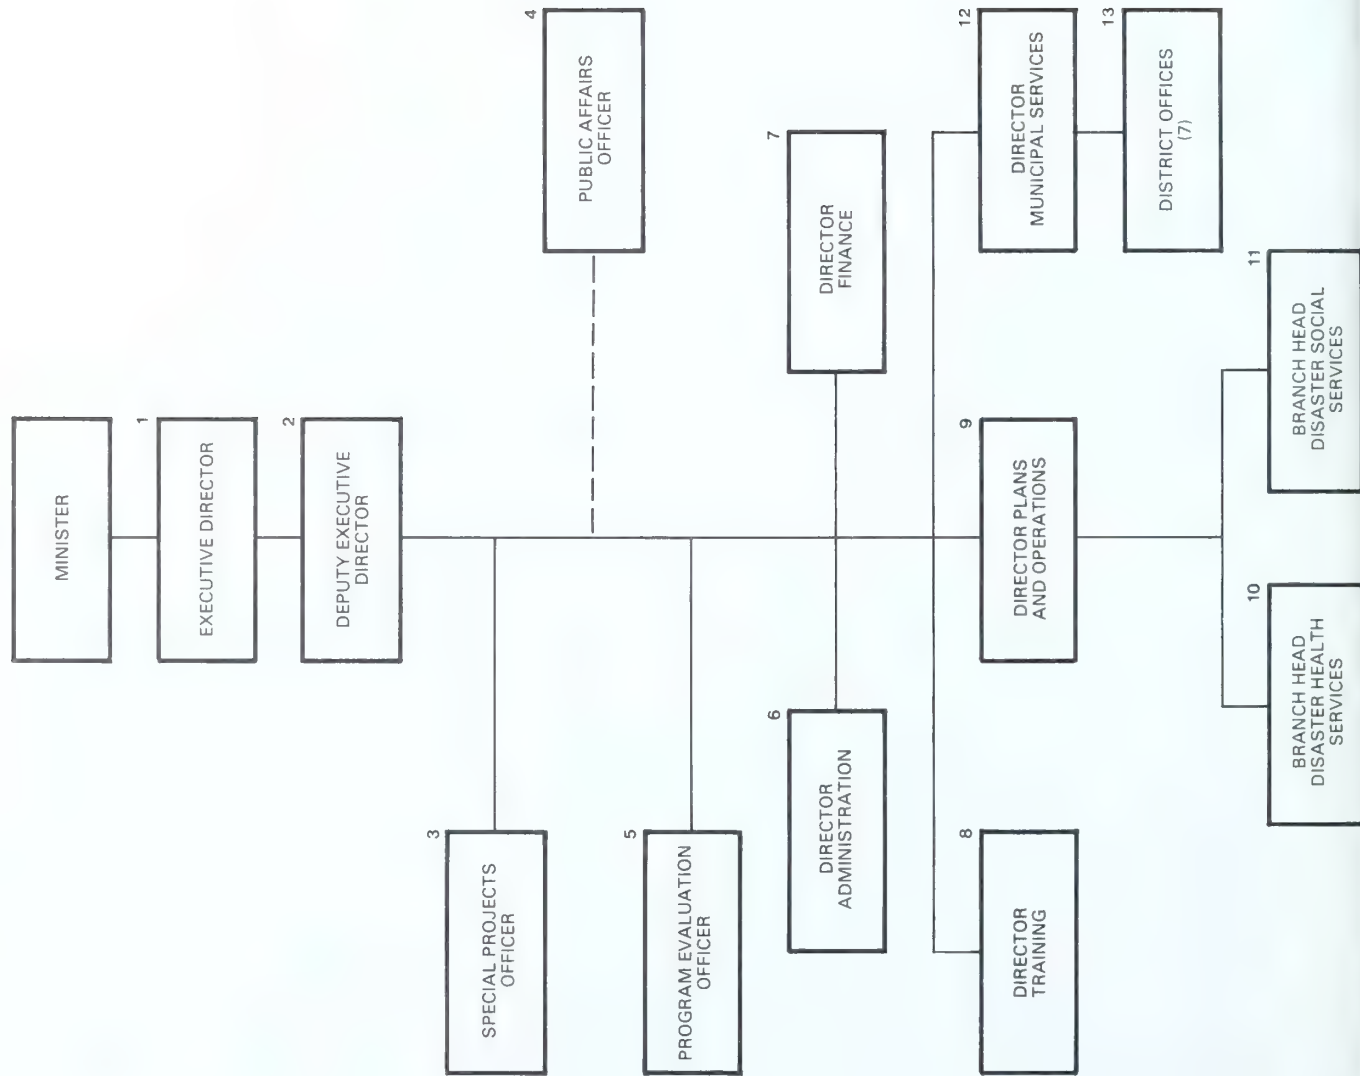 MINISTER
1
EXECUTIVE DIRECTOR
2
DEPUTY EXECUTIVE
DIRECTOR
3
SPECIAL PROJECTS
OFFICER
4
PUBLIC AFFAIRS
OFFICER
5
PROGRAM EVALUATION
OFFICER
6
DIRECTOR
ADMINISTRATION
7
DIRECTOR
FINANCE
8
DIRECTOR
TRAINING
9
DIRECTOR PLANS
AND OPERATIONS
12
DIRECTOR
MUNICIPAL SERVICES
13
DISTRICT OFFICES
(7)
10
BRANCH HEAD
DISASTER HEALTH
SERVICES
11
BRANCH HEAD
DISASTER SOCIAL
SERVICES